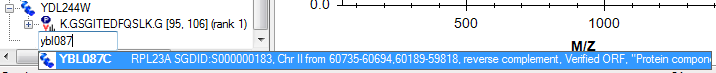 YDL244W
K.GSGITEDFQSLK.G [95, 106] (rank 1)
ybl087
YBL087C RPL23A SGDID:S000000183, Chr II from 60735-60694,60189-59818, reverse complement, Verified ORF, "Protein compon
0.0
500
1000
M/Z